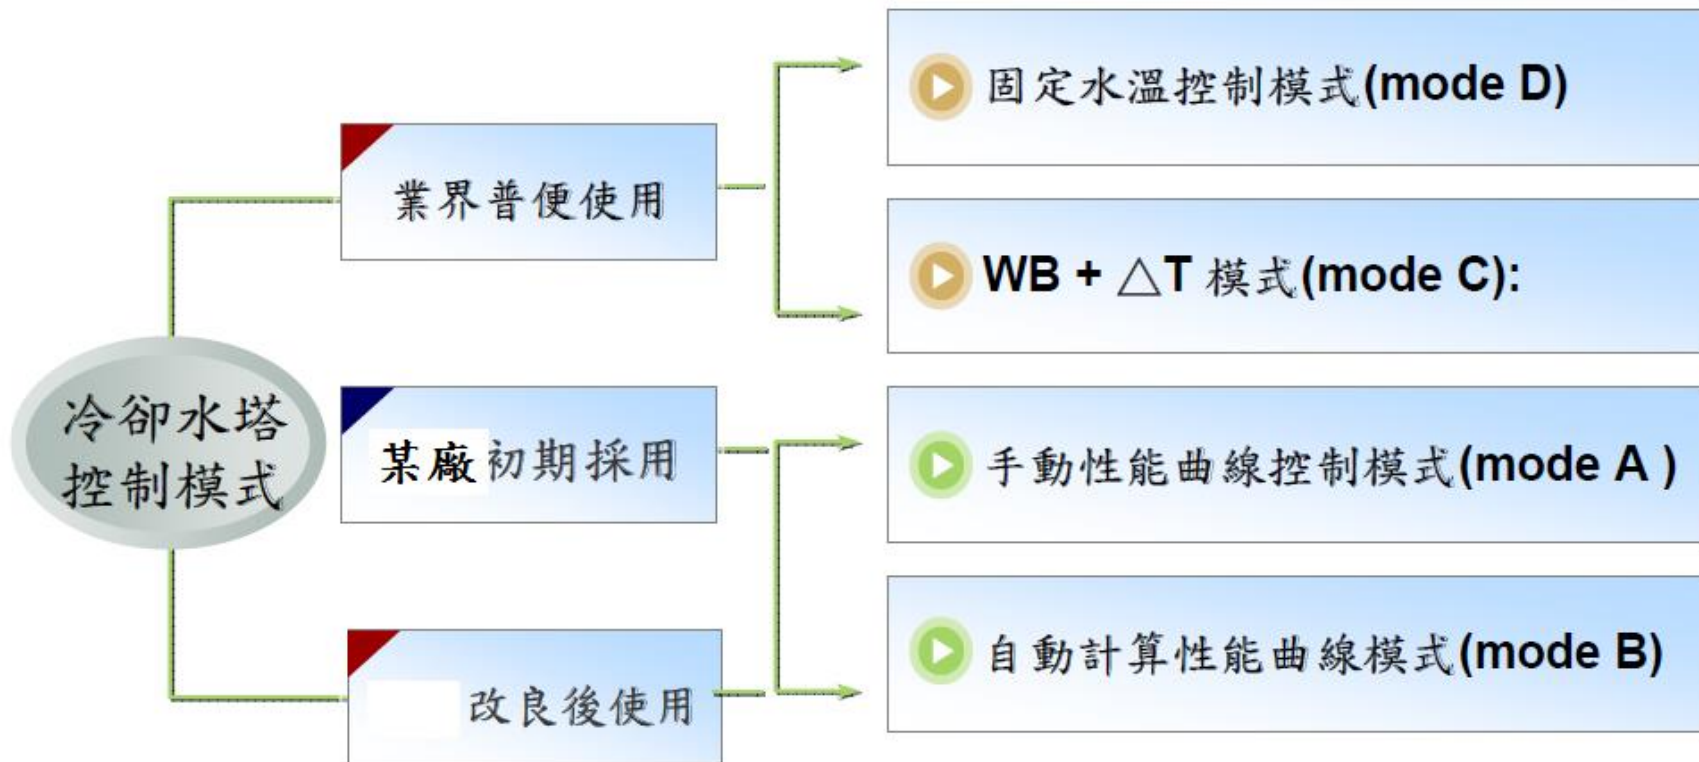 冷卻水塔
控制模式
業界普便使用
固定水溫控制模式(mode D)
WB + △T 模式(mode C):
某廠初期採用
手動性能曲線控制模式(mode A )
改良後使用
自動計算性能曲線模式(mode B)